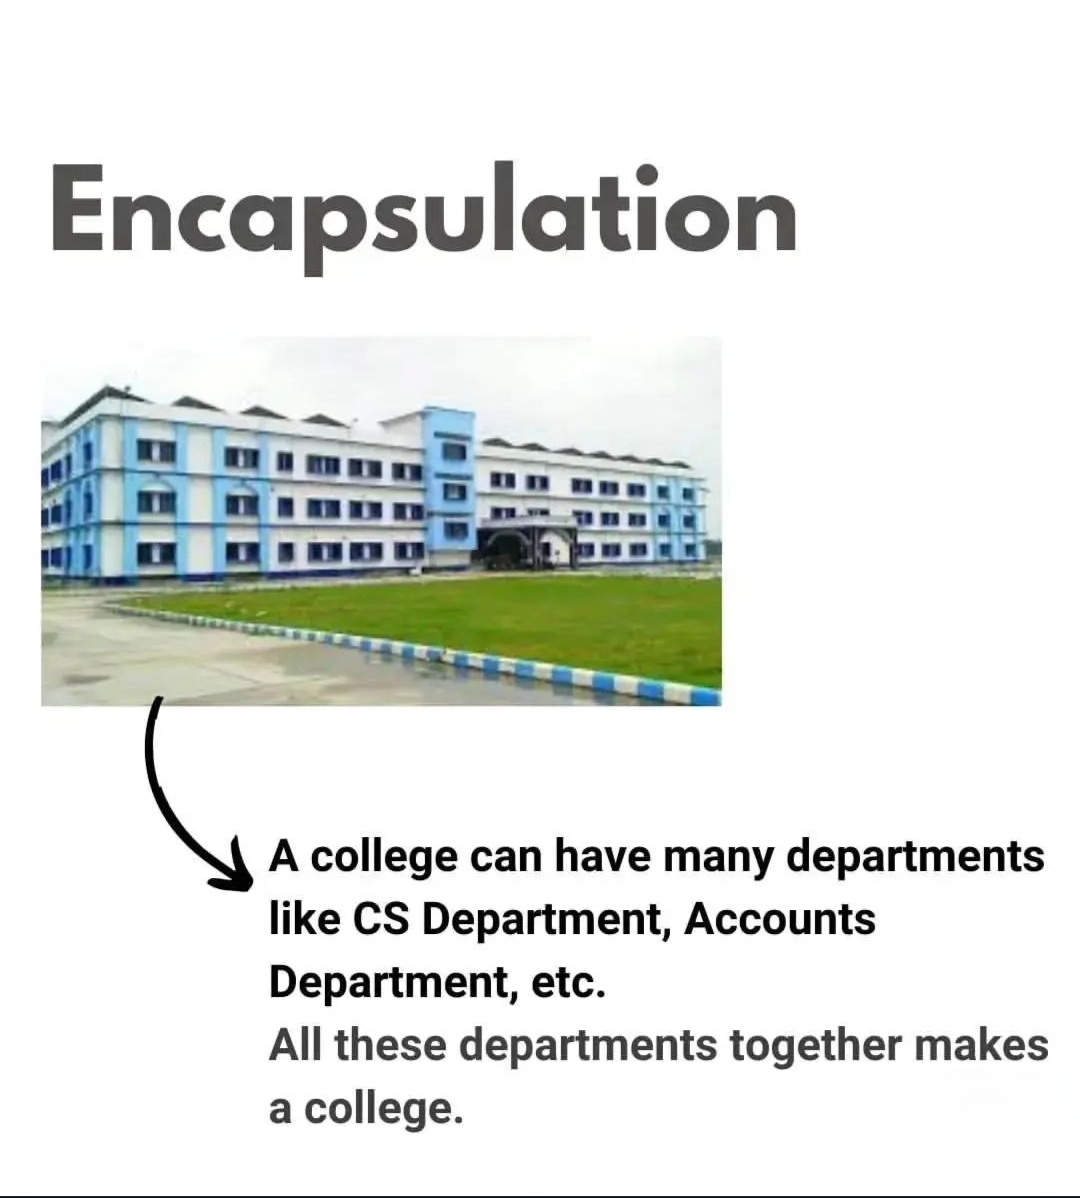 Encapsulation
A college can have many departments
like CS Department, Accounts
Department, etc.
All these departments together makes
a college.